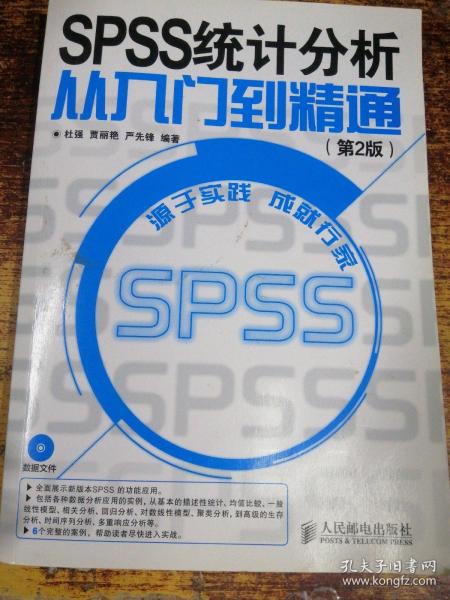 SPSS统计分析
从入门到精通
(第2版)
杜强 贾丽艳 严先锋 编著
源于实践 成就行家
SPSS
数据文件
▶ 全面展示新版本SPSS 的功能应用。
▶ 包括各种数据分析应用的实例，从基本的描述性统计、均值比较、一般
线性模型、相关分析、回归分析、对数线性模型、聚类分析，到高级的生存
分析、时间序列分析、多重响应分析等。
▶ 6个完整的案例，帮助读者尽快进入实战。
人民邮电出版社
POSTS & TELECOM PRESS
孔夫子旧书网
www.kongfz.com